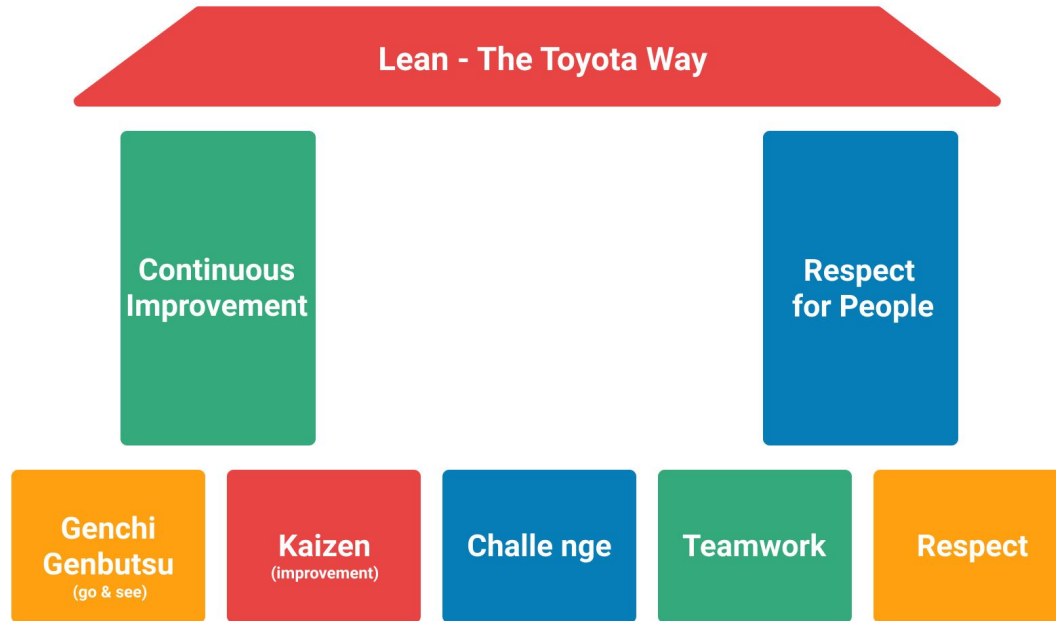 Lean - The Toyota Way
Continuous
Improvement
Respect
for People
Genchi
Genbutsu
(go & see)
Kaizen
(improvement)
Challe nge
Teamwork
Respect